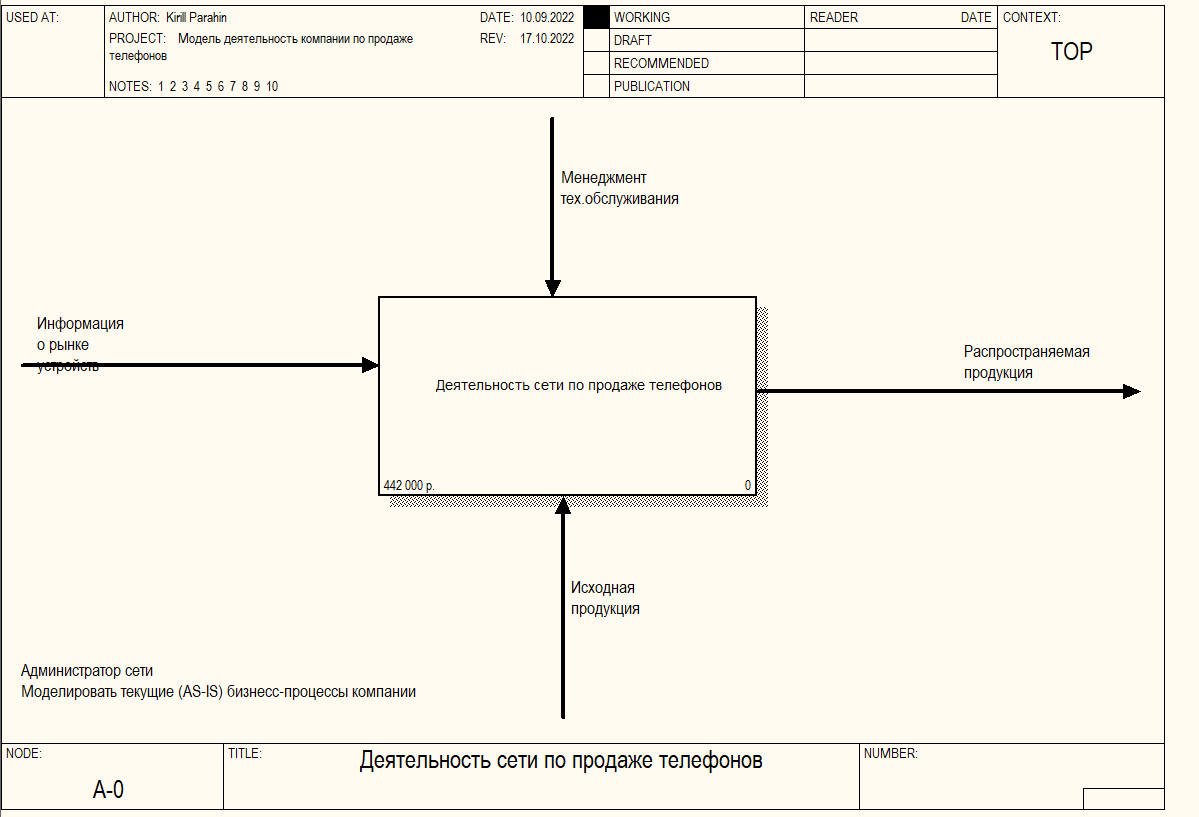 USED AT:
AUTHOR: Kirill Parahin
DATE: 10.09.2022
PROJECT: Модель деятельность компании по продаже
телефонов
REV: 17.10.2022
NOTES: 1 2 3 4 5 6 7 8 9 10
WORKING
DRAFT
RECOMMENDED
PUBLICATION
READER DATE
CONTEXT:
TOP
Менеджмент
тех.обслуживания
Информация
о рынке
устройств
Распространяемая
продукция
Деятельность сети по продаже телефонов
442 000 р. 0
Исходная
продукция
Администратор сети
Моделировать текущие (AS-IS) бизнесс-процессы компании
NODE:
A-0
TITLE:
Деятельность сети по продаже телефонов
NUMBER: